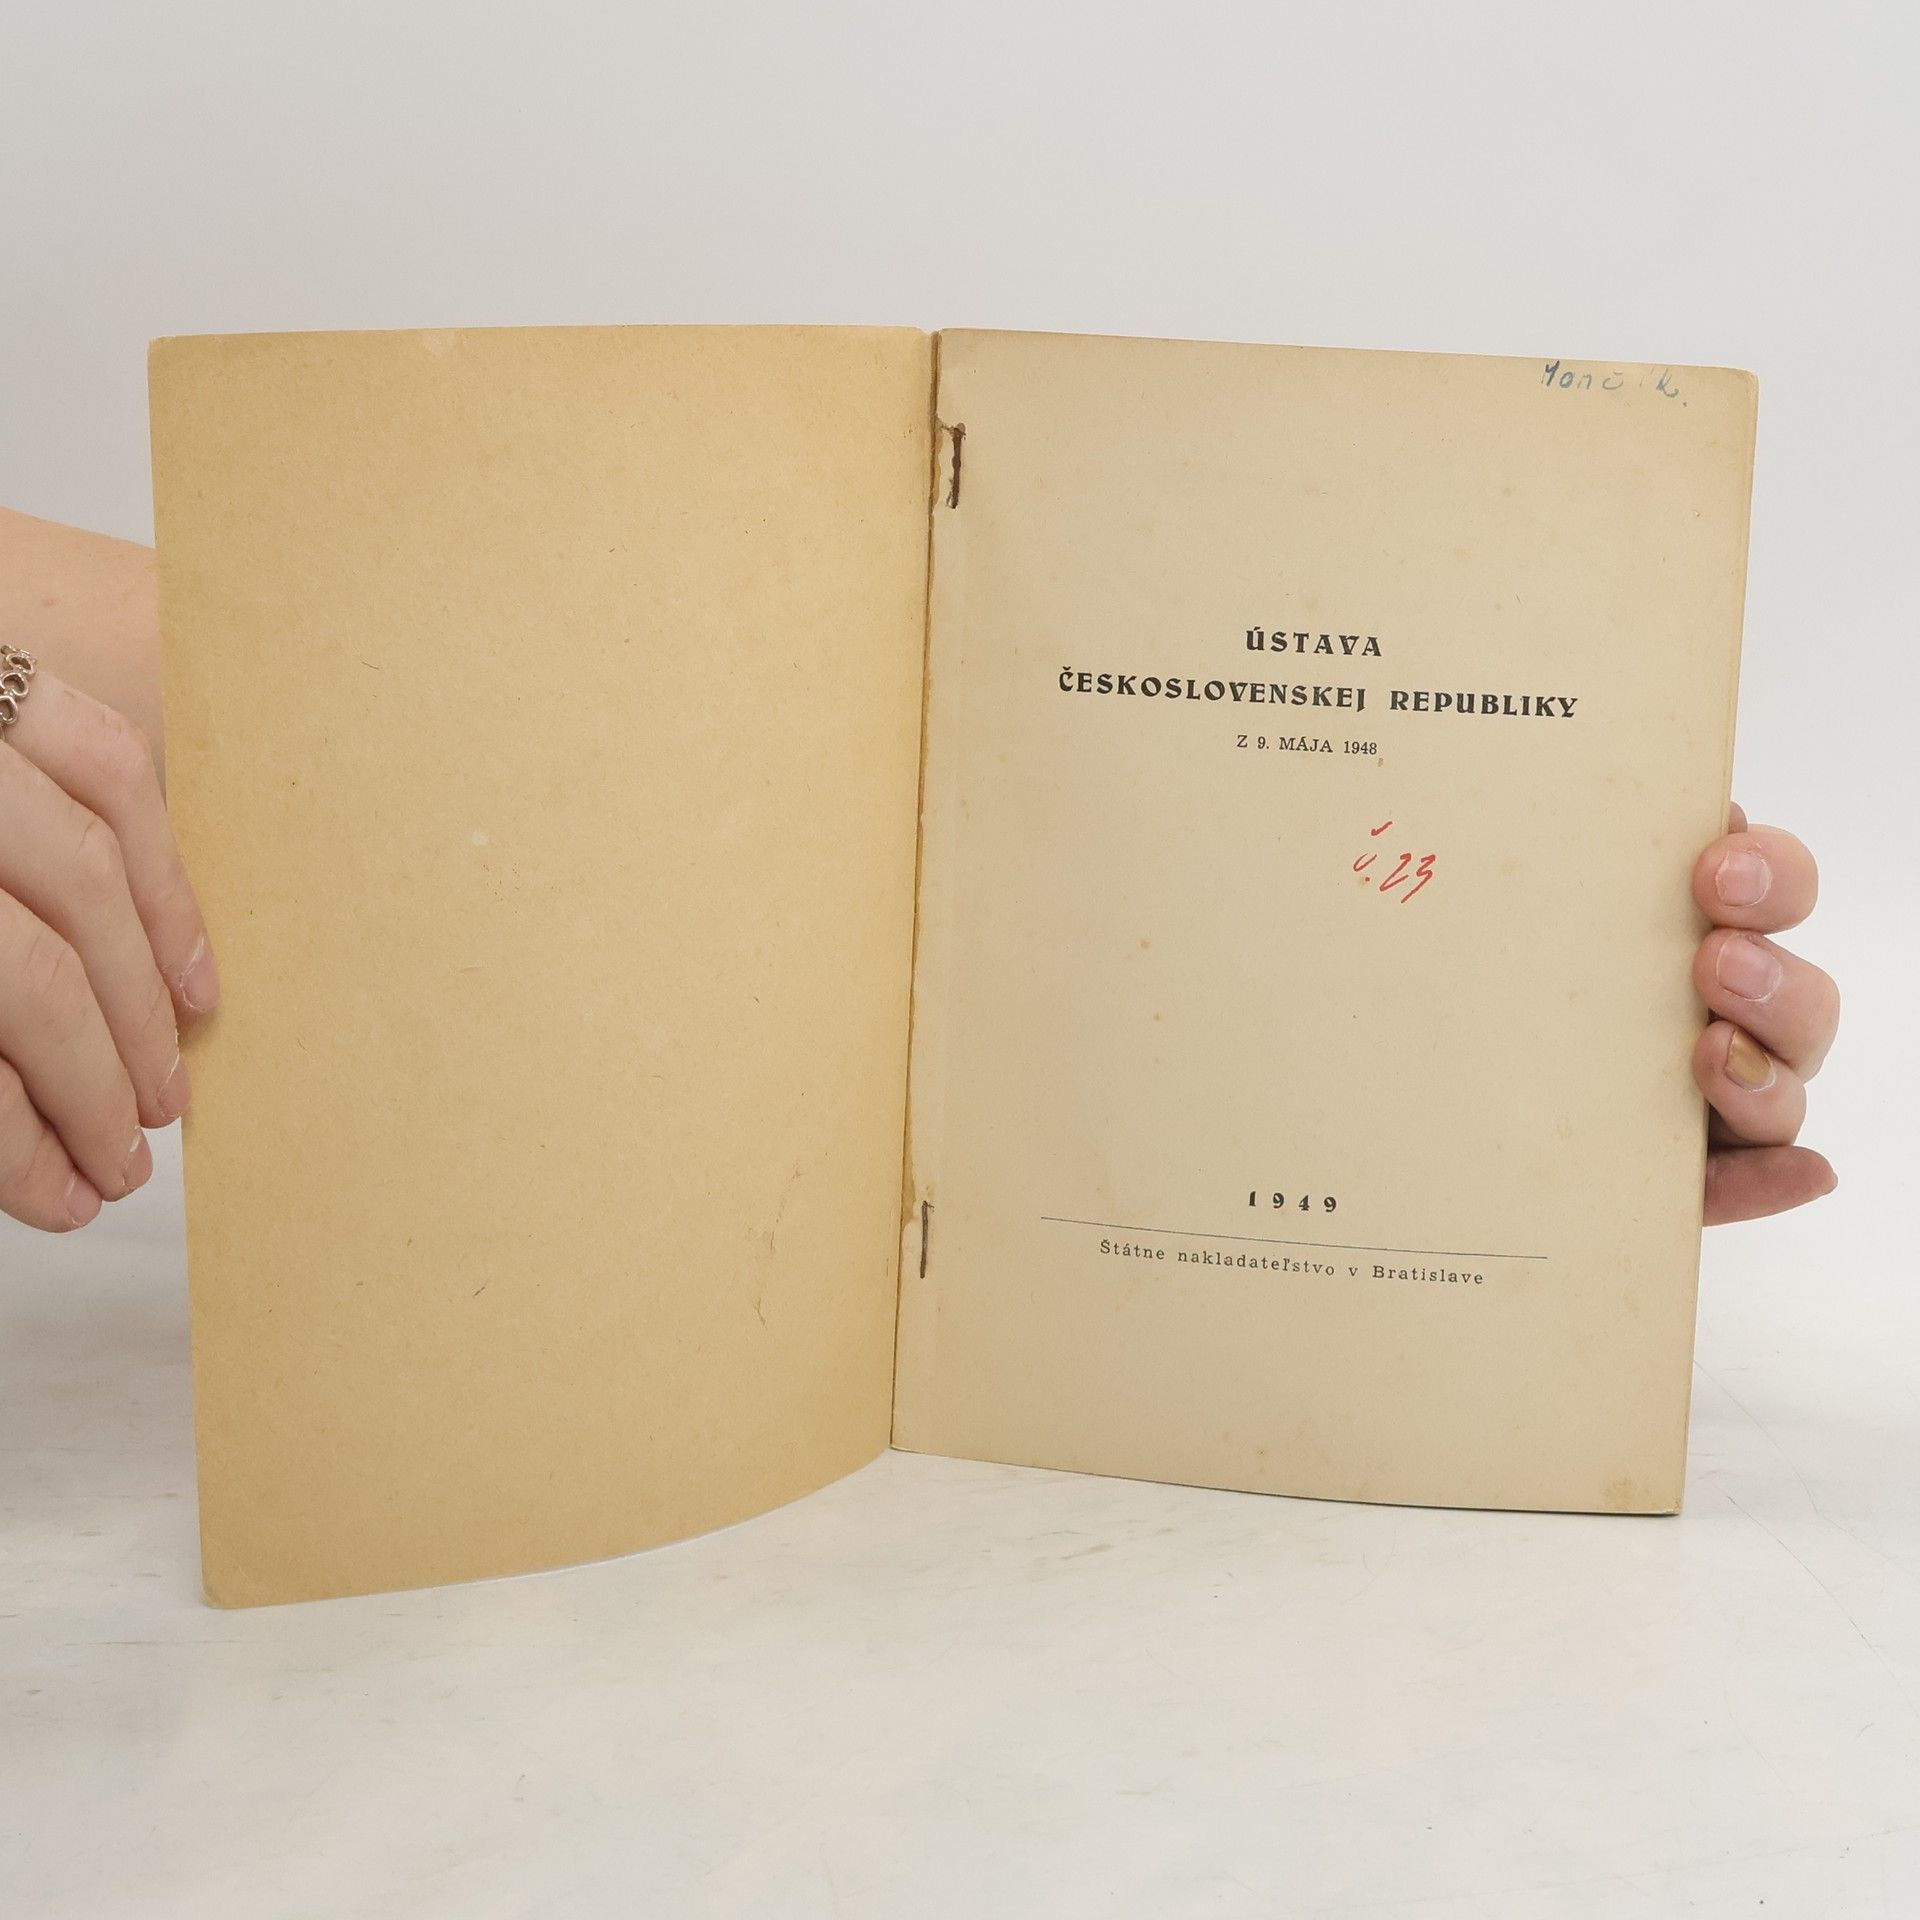 ÚSTAVA
ČESKOSLOVENSKEJ REPUBLIKY
Z 9. MÁJA 1948
č. 23
1949
Štátne nakladateľstvo v Bratislave